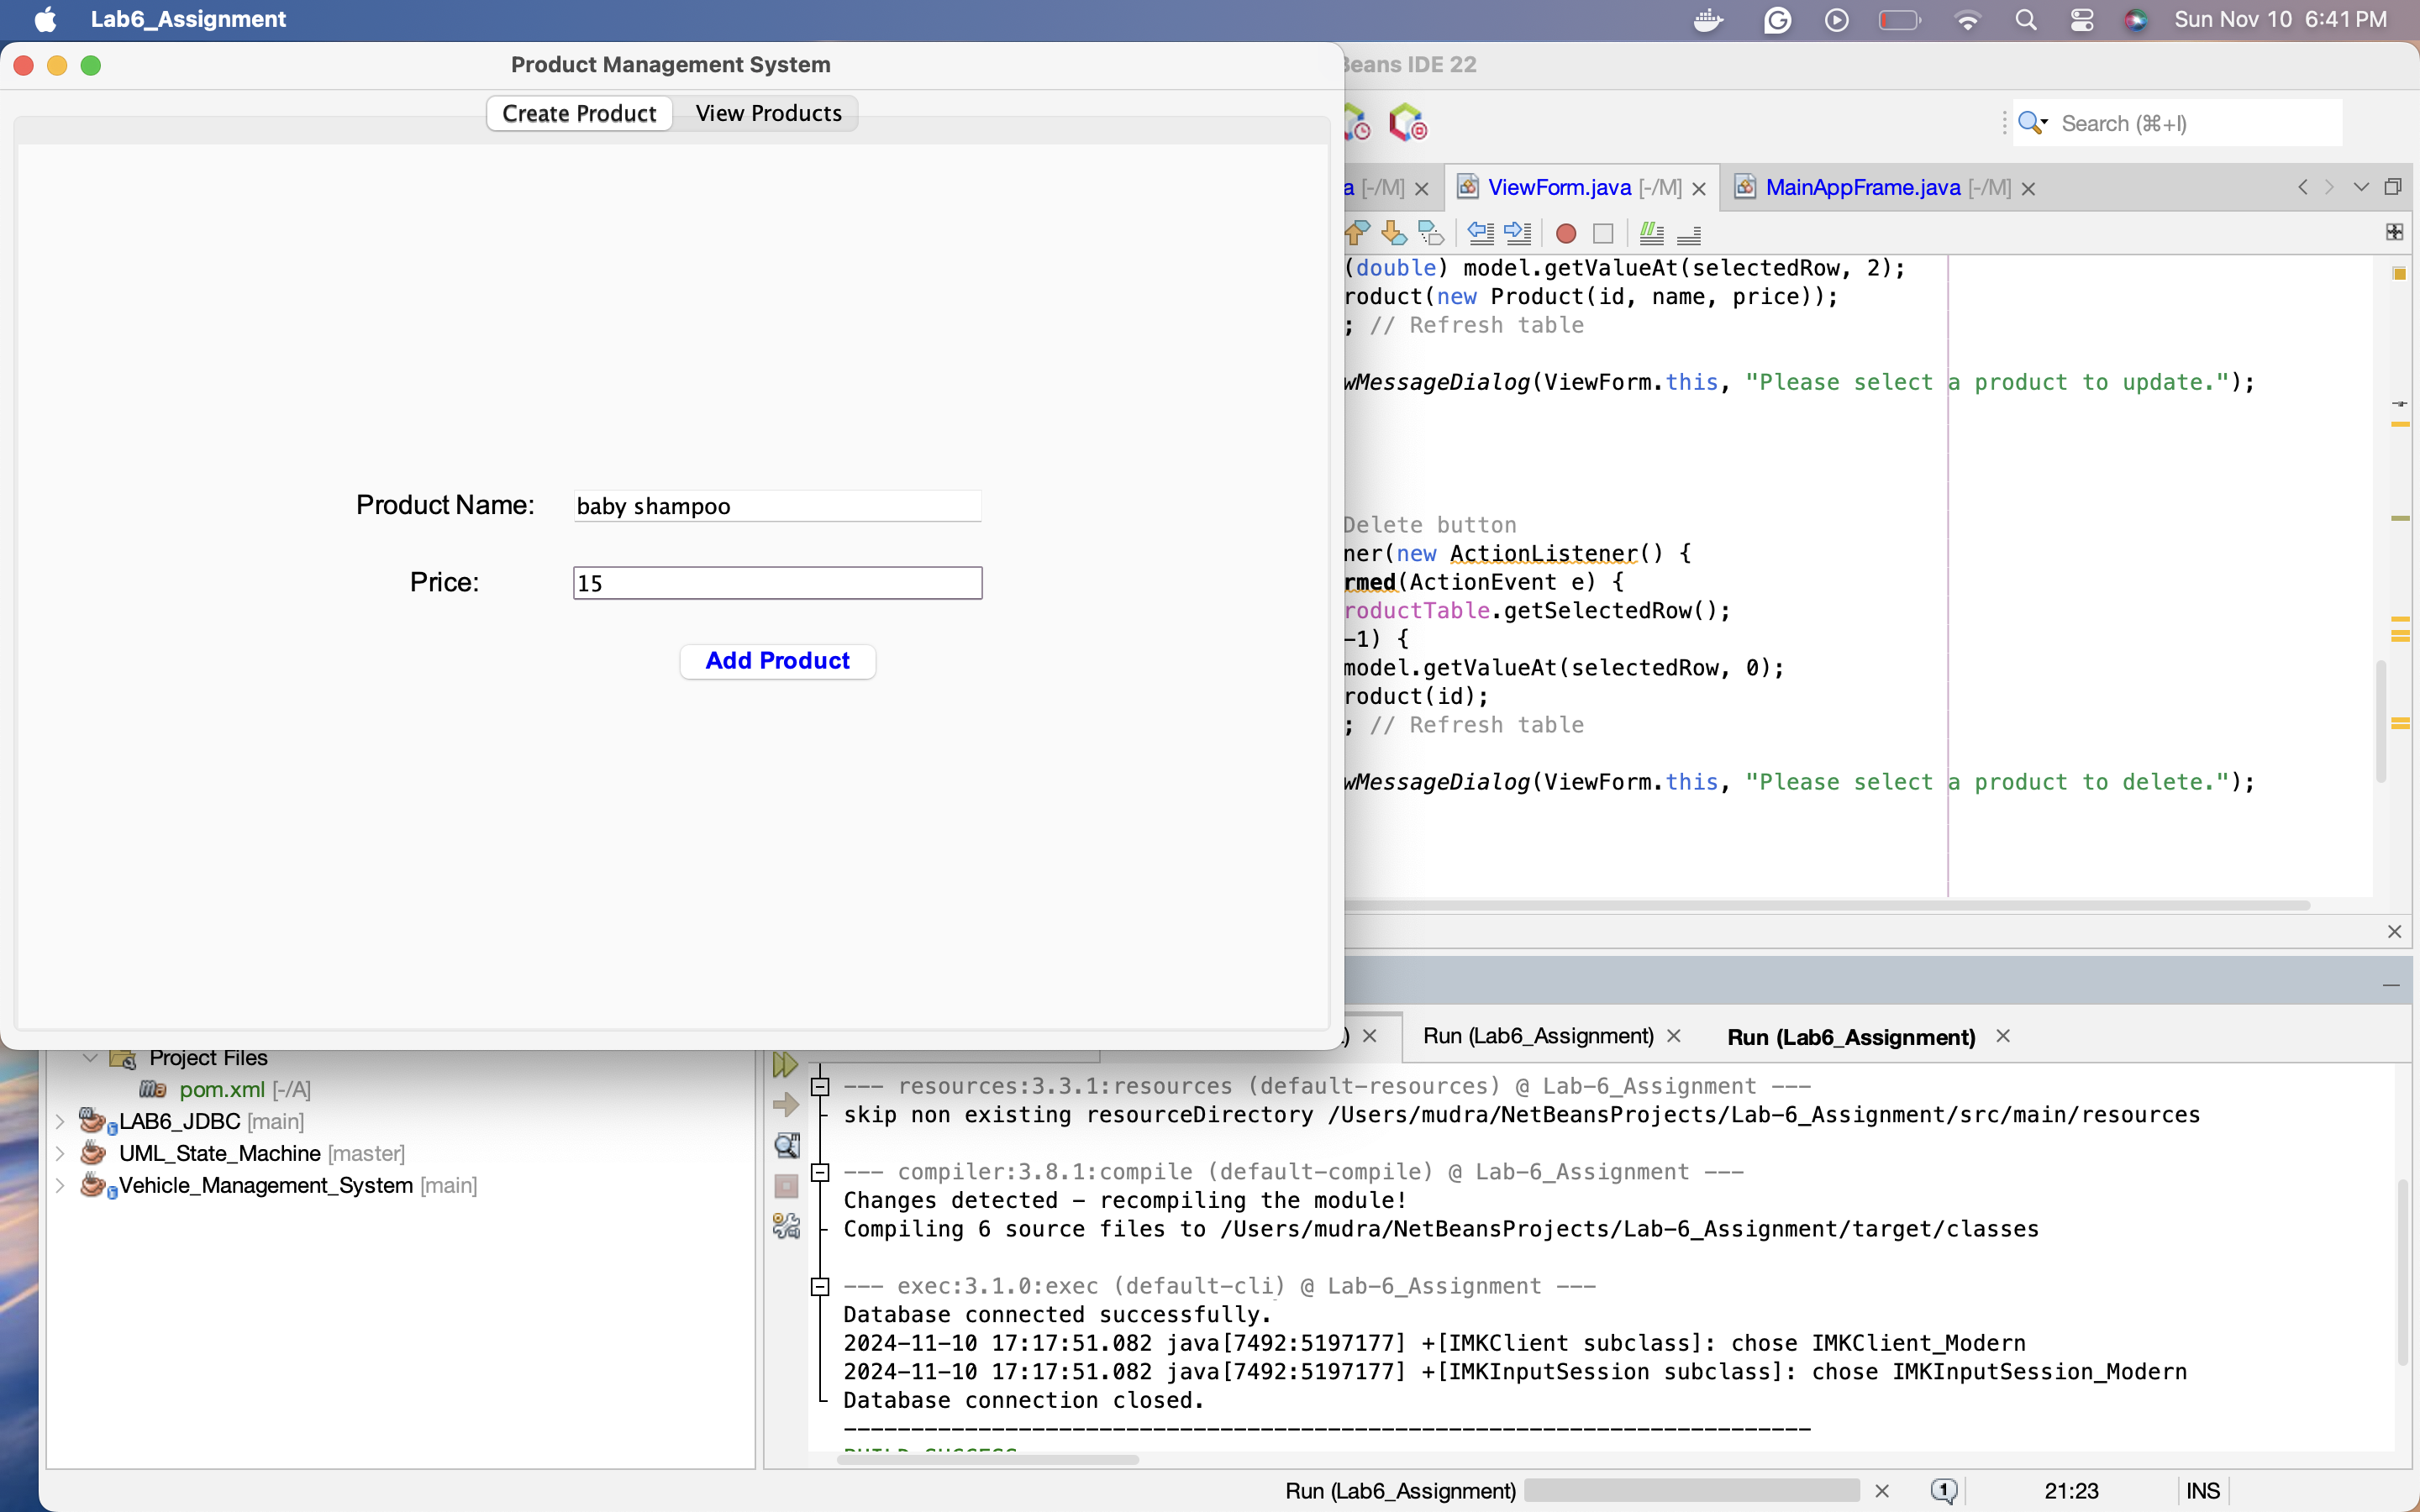 Lab6_Assignment
Sun Nov 10 6:41 PM
Product Management System
Beans IDE 22
Create Product
View Products
Search (⌘+I)
a [-/M]
ViewForm.java [-/M]
MainAppFrame.java [-/M]
Product Name:
baby shampoo
Price:
15
Add Product
(double) model.getValueAt(selectedRow, 2);
roduct(new Product(id, name, price));
; // Refresh table
wMessageDialog(ViewForm.this, "Please select a product to update.");
Delete button
ner(new ActionListener() {
rmed(ActionEvent e) {
roductTable.getSelectedRow();
-1) {
model.getValueAt(selectedRow, 0);
roduct(id);
; // Refresh table
wMessageDialog(ViewForm.this, "Please select a product to delete.");
)
Run (Lab6_Assignment)
Run (Lab6_Assignment)
Project Files
pom.xml [-/A]
LAB6_JDBC [main]
UML_State_Machine [master]
Vehicle_Management_System [main]
--- resources:3.3.1:resources (default-resources) @ Lab-6_Assignment ---
skip non existing resourceDirectory /Users/mudra/NetBeansProjects/Lab-6_Assignment/src/main/resources
--- compiler:3.8.1:compile (default-compile) @ Lab-6_Assignment ---
Changes detected - recompiling the module!
Compiling 6 source files to /Users/mudra/NetBeansProjects/Lab-6_Assignment/target/classes
--- exec:3.1.0:exec (default-cli) @ Lab-6_Assignment ---
Database connected successfully.
2024-11-10 17:17:51.082 java[7492:5197177] +[IMKClient subclass]: chose IMKClient_Modern
2024-11-10 17:17:51.082 java[7492:5197177] +[IMKInputSession subclass]: chose IMKInputSession_Modern
Database connection closed.
------------------------------------------------------------------------
BUILD SUCCESS
Run (Lab6_Assignment)
1
21:23
INS